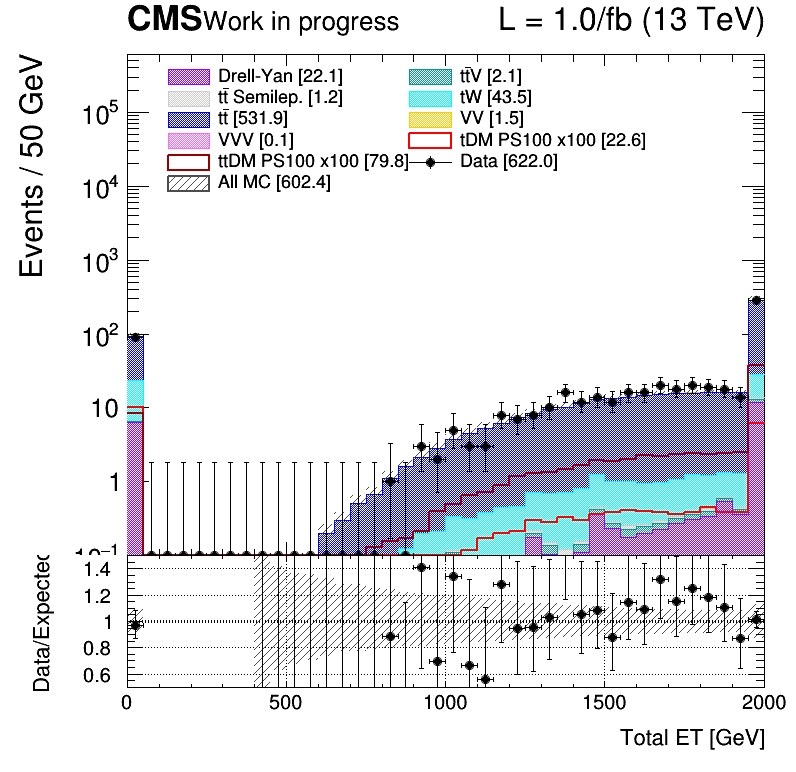 CMS Work in progress L = 1.0/fb (13 TeV)
Events / 50 GeV
Drell-Yan [22.1] tt̄V [2.1]
tt̄ Semilep. [1.2] tW [43.5]
tt̄ [531.9] VV [1.5]
VVV [0.1] tDM PS100 x100 [22.6]
ttDM PS100 x100 [79.8] Data [622.0]
All MC [602.4]
10⁵
10⁴
10³
10²
10
1
10⁻¹
Data/Expected
1.4
1.2
1
0.8
0.6
0 500 1000 1500 2000
Total ET [GeV]